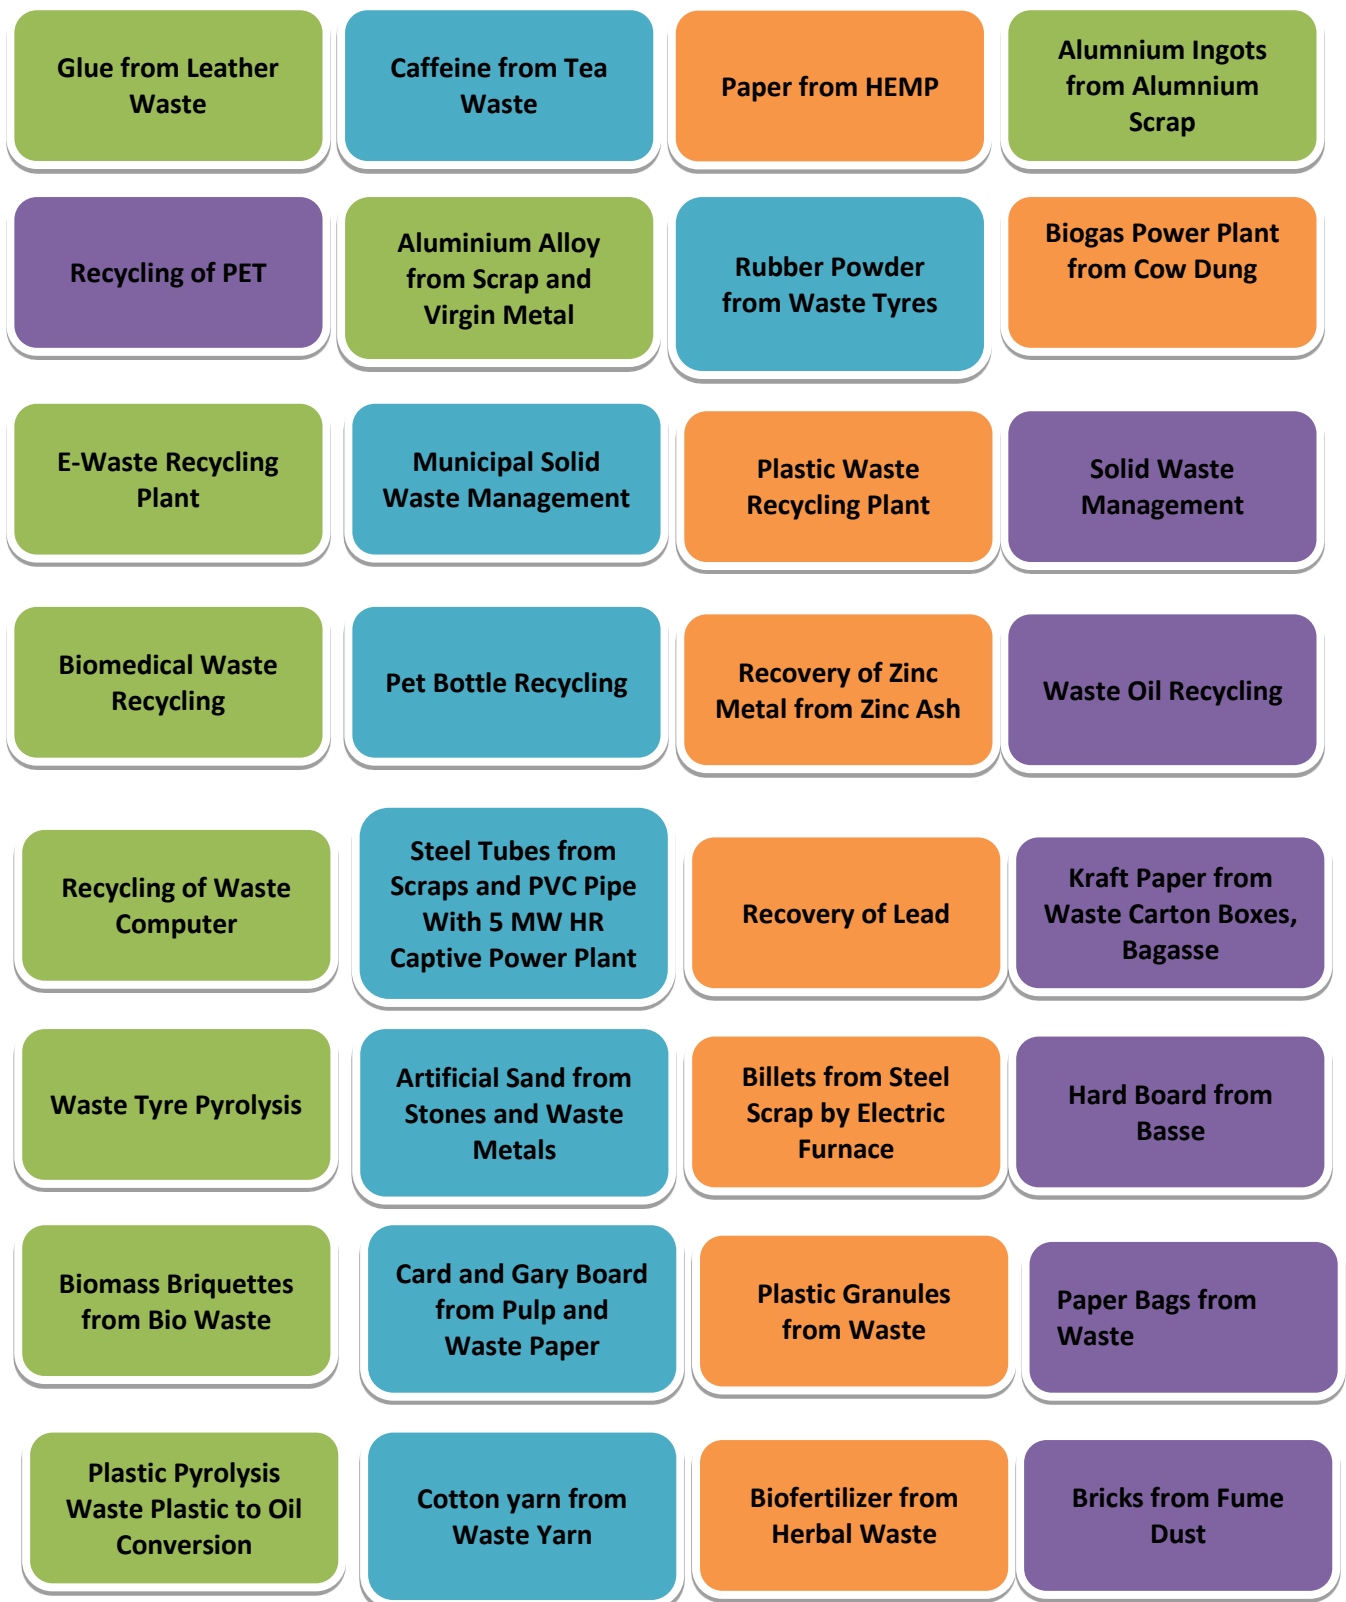 Glue from Leather
Waste
Caffeine from Tea
Waste
Paper from HEMP
Alumnium Ingots
from Alumnium
Scrap
Recycling of PET
Aluminium Alloy
from Scrap and
Virgin Metal
Rubber Powder
from Waste Tyres
Biogas Power Plant
from Cow Dung
E-Waste Recycling
Plant
Municipal Solid
Waste Management
Plastic Waste
Recycling Plant
Solid Waste
Management
Biomedical Waste
Recycling
Pet Bottle Recycling
Recovery of Zinc
Metal from Zinc Ash
Waste Oil Recycling
Recycling of Waste
Computer
Steel Tubes from
Scraps and PVC Pipe
With 5 MW HR
Captive Power Plant
Recovery of Lead
Kraft Paper from
Waste Carton Boxes,
Bagasse
Waste Tyre Pyrolysis
Artificial Sand from
Stones and Waste
Metals
Billets from Steel
Scrap by Electric
Furnace
Hard Board from
Basse
Biomass Briquettes
from Bio Waste
Card and Gary Board
from Pulp and
Waste Paper
Plastic Granules
from Waste
Paper Bags from
Waste
Plastic Pyrolysis
Waste Plastic to Oil
Conversion
Cotton yarn from
Waste Yarn
Biofertilizer from
Herbal Waste
Bricks from Fume
Dust